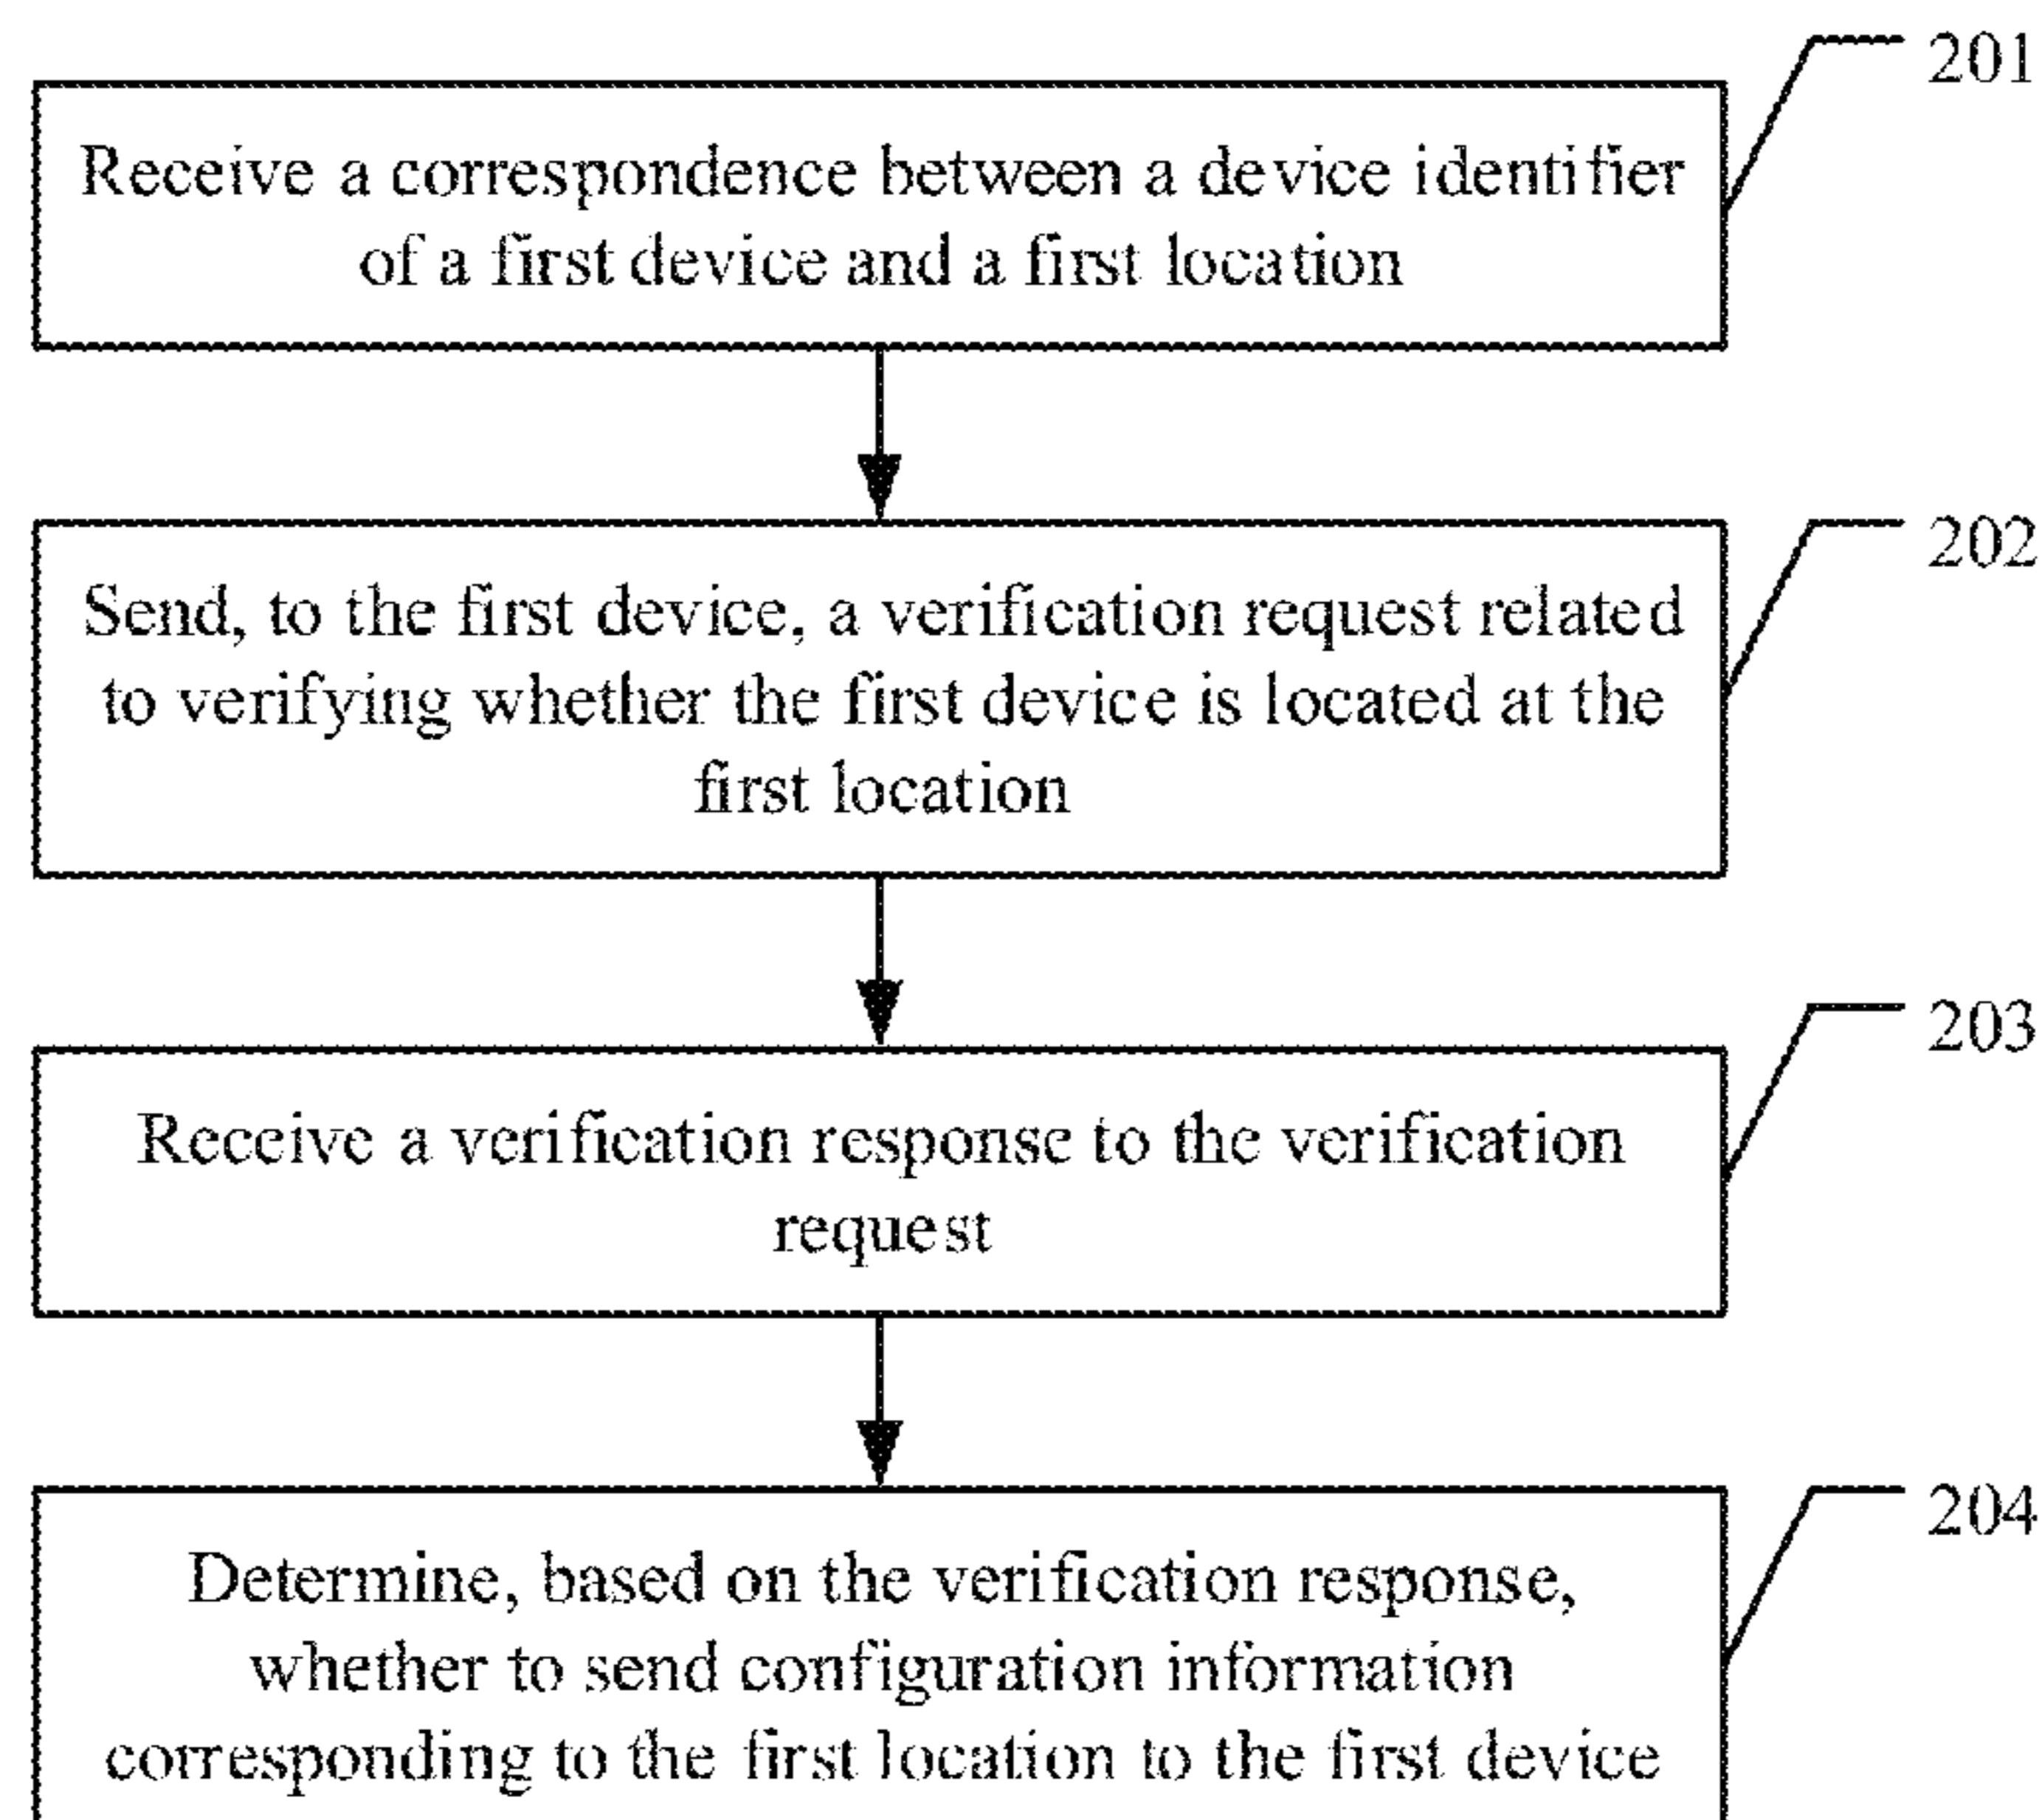 201
Receive a correspondence between a device identifier
of a first device and a first location
202
Send, to the first device, a verification request related
to verifying whether the first device is located at the
first location
203
Receive a verification response to the verification
request
204
Determine, based on the verification response,
whether to send configuration information
corresponding to the first location to the first device